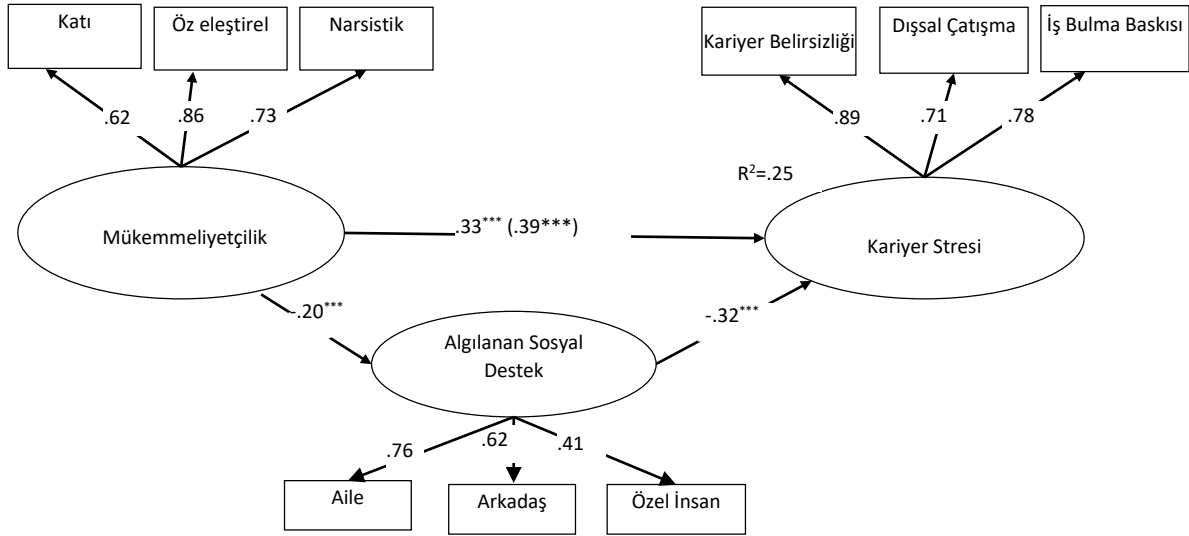 Katı
Öz eleştirel
Narsistik
Kariyer Belirsizliği
Dışsal Çatışma
İş Bulma Baskısı
.62
.86
.73
.89
.71
.78
R²=.25
Mükemmeliyetçilik
.33*** (.39***)
Kariyer Stresi
-.20***
-.32***
Algılanan Sosyal
Destek
.76
.62
.41
Aile
Arkadaş
Özel İnsan